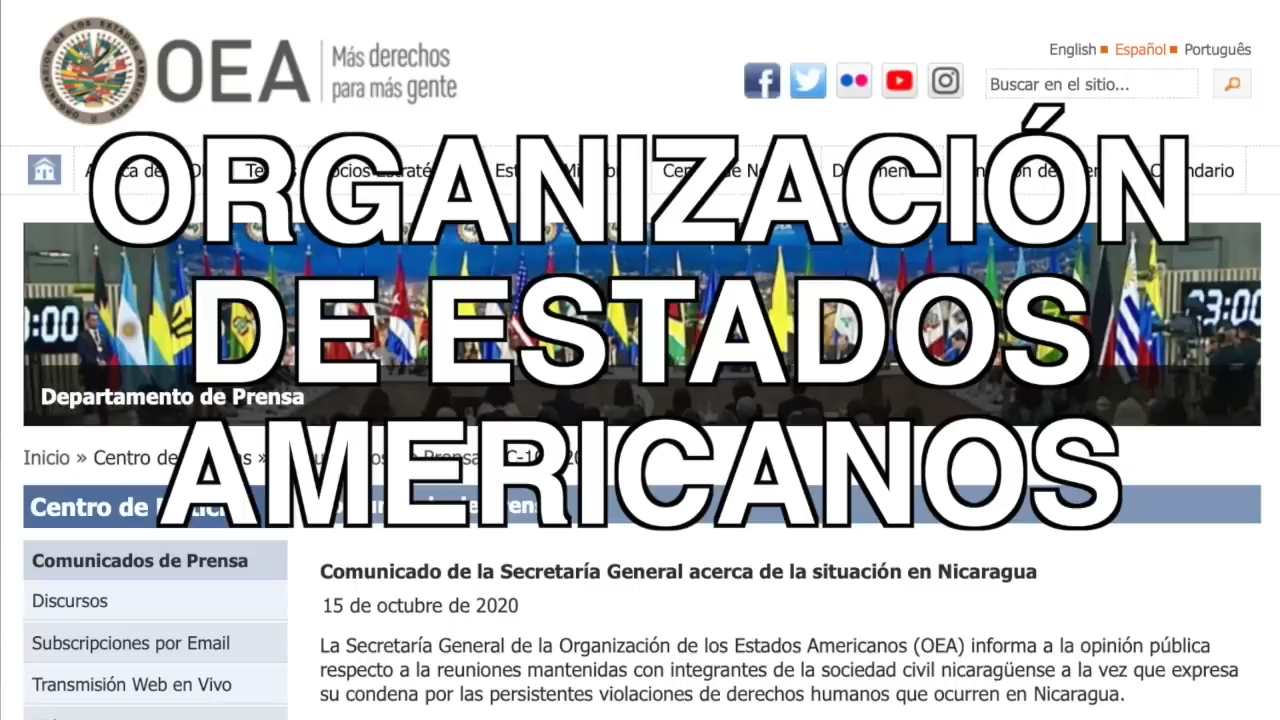 OEA
Más derechos
para más gente
English Español Português
Buscar en el sitio...
ORGANIZACIÓN
DE ESTADOS
AMERICANOS
:00
23:00
Departamento de Prensa
Inicio » Centro de
Centro de
Comunicados de Prensa
Discursos
Subscripciones por Email
Transmisión Web en Vivo
Comunicado de la Secretaría General acerca de la situación en Nicaragua
15 de octubre de 2020
La Secretaría General de la Organización de los Estados Americanos (OEA) informa a la opinión pública
respecto a la reuniones mantenidas con integrantes de la sociedad civil nicaragüense a la vez que expresa
su condena por las persistentes violaciones de derechos humanos que ocurren en Nicaragua.